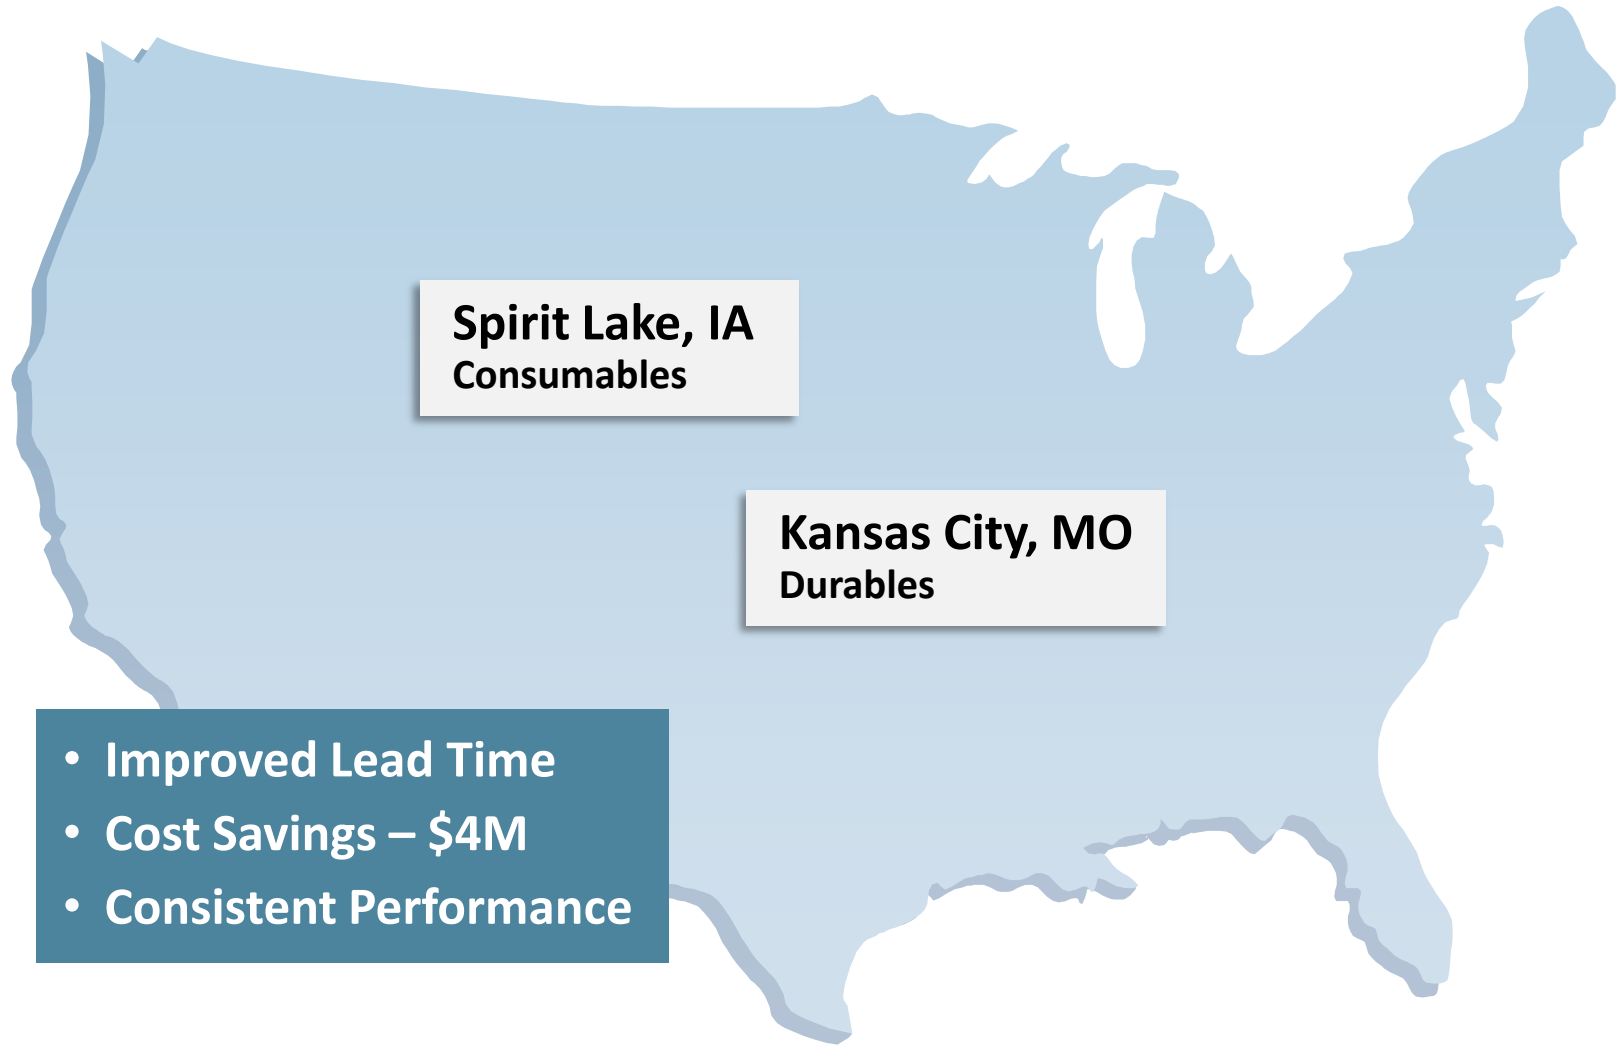 Spirit Lake, IA
Consumables
Kansas City, MO
Durables
• Improved Lead Time
• Cost Savings – $4M
• Consistent Performance